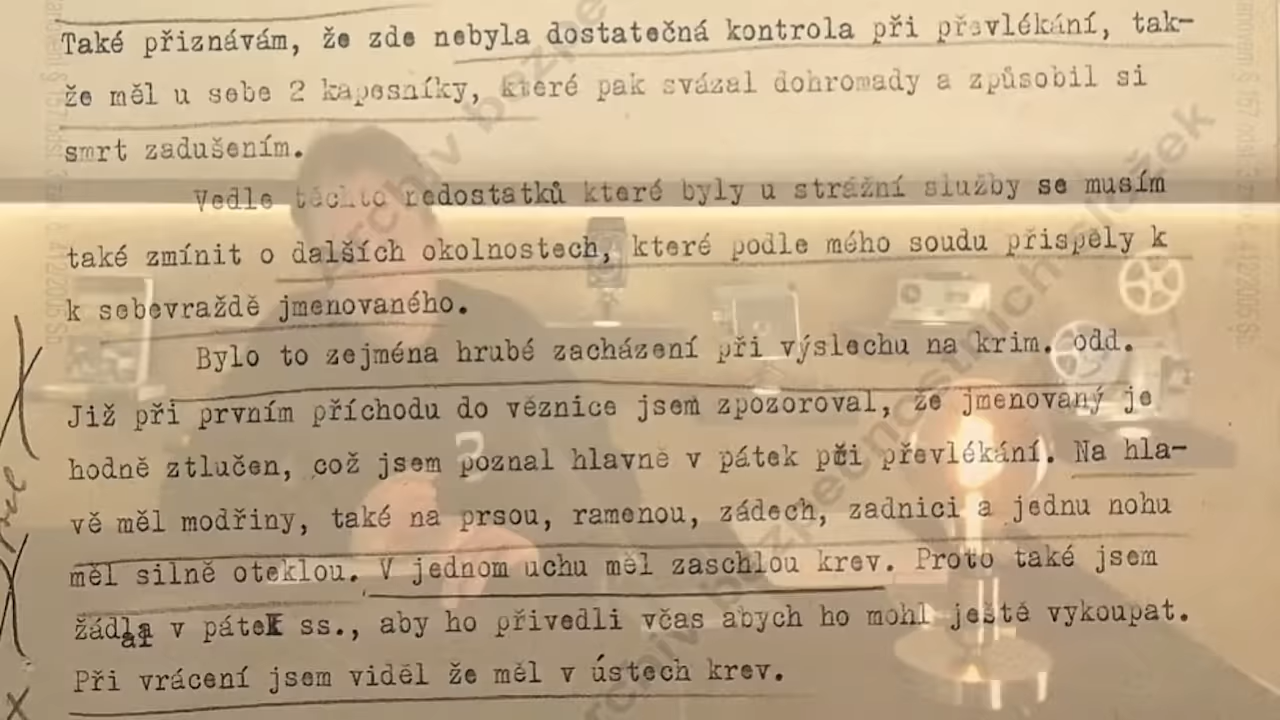 Také přiznávám, že zde nebyla dostatečná kontrola při převlékání, tak-
že měl u sebe 2 kapesníky, které pak svázal dohromady a způsobil si
smrt zadušením.
Vedle těchto nedostatků které byly u strážní služby se musím
také zmínit o dalších okolnostech, které podle mého soudu přispěly k
k sebevraždě jmenovaného.
Bylo to zejména hrubé zacházení při výslechu na krim. odd.
Již při prvním příchodu do věznice jsem zpozoroval, že jmenovaný je
hodně ztlučen, což jsem poznal hlavně v pátek při převlékání. Na hla-
vě měl modřiny, také na prsou, ramenou, zádech, zadnici a jednu nohu
měl silně oteklou. V jednom uchu měl zaschlou krev. Proto také jsem
v pátek ss., aby ho přivedli včas abych ho mohl ještě vykoupat.
Při vrácení jsem viděl že měl v ústech krev.
Archiv bezpečnostních složek